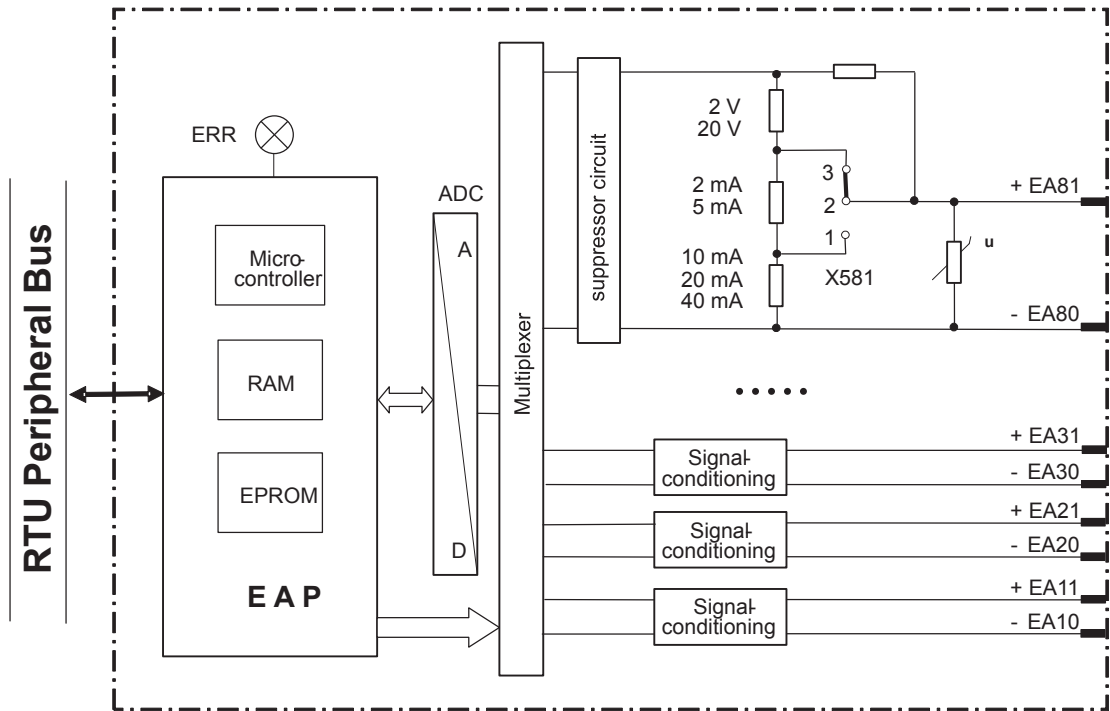 RTU Peripheral Bus
ERR
Micro-
controller
RAM
EPROM
E A P
ADC
A
D
Multiplexer
suppressor circuit
2 V
20 V
2 mA
5 mA
10 mA
20 mA
40 mA
3
2
1
X581
u
+ EA81
- EA80
Signal-
conditioning
+ EA31
- EA30
Signal-
conditioning
+ EA21
- EA20
Signal-
conditioning
+ EA11
- EA10